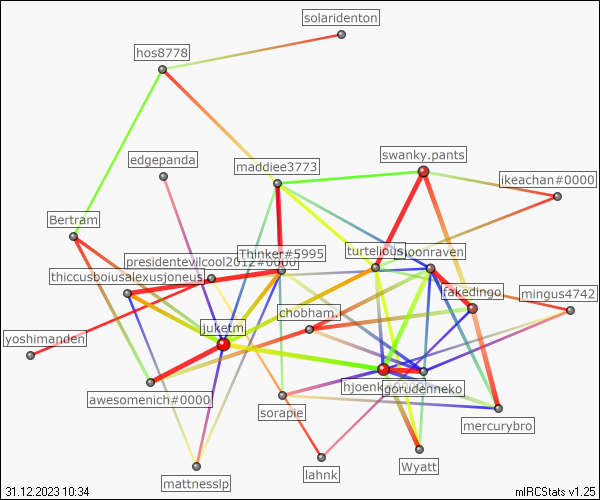 solaridenton
hos8778
edgepanda
maddiee3773
swanky.pants
ikeachan#0000
Bertram
presidentevilcool2012#0000
Thinker#5995
turtelious
moonraven
thiccusboiusalexusjoneus
fakedingo
mingus4742
juketm
chobham.
yoshimanden
gorudenneko
awesomenich#0000
sorapie
mercurybro
mattnesslp
lahnk
Wyatt
31.12.2023 10:34
mIRCStats v1.25